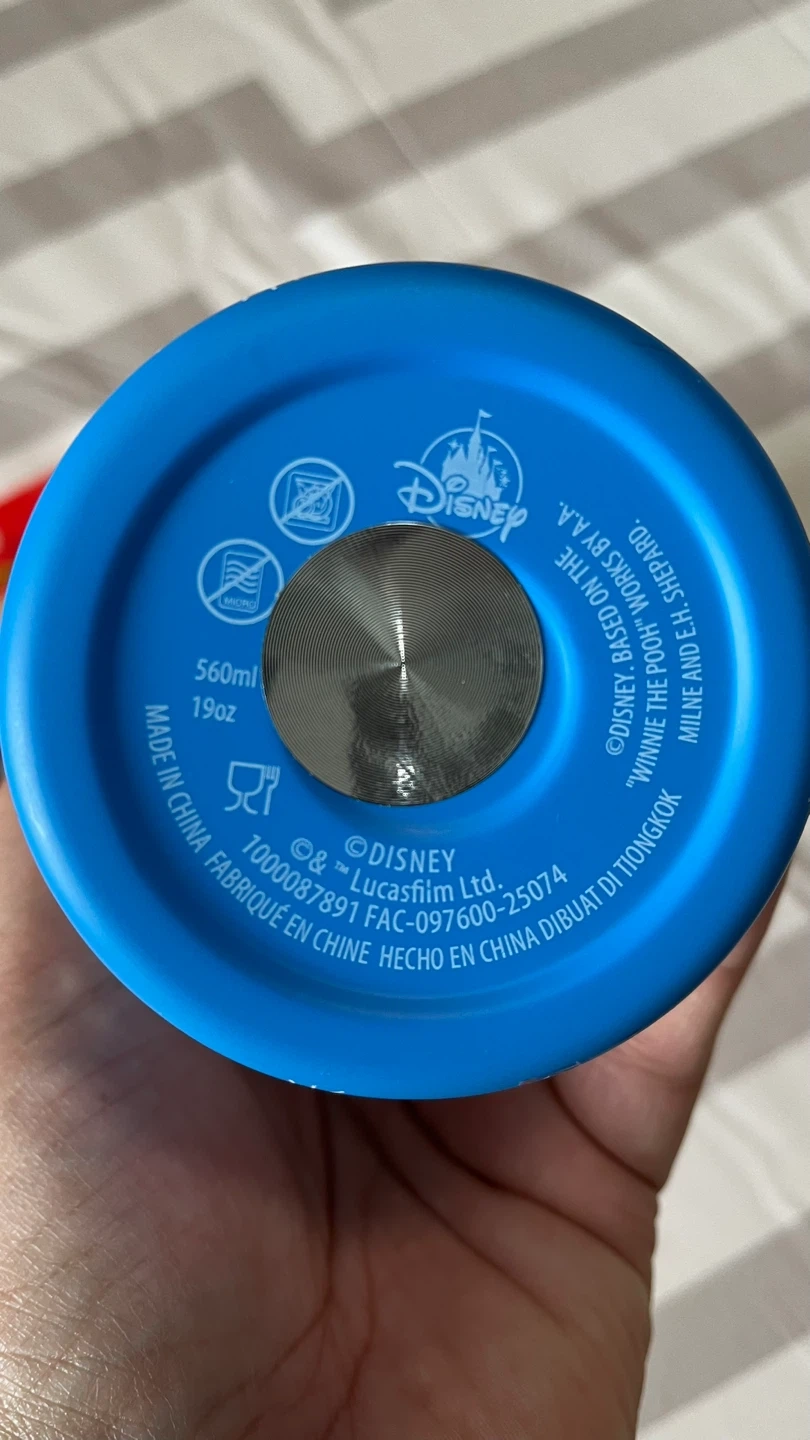 Disney
MICRO
560ml
19oz
©DISNEY. BASED ON THE
"WINNIE THE POOH" WORKS BY A.A.
MILNE AND E.H. SHEPARD.
©DISNEY
©& ™ Lucasfilm Ltd.
1000087891 FAC-097600-25074
MADE IN CHINA FABRIQUÉ EN CHINE HECHO EN CHINA DIBUAT DI TIONGKOK